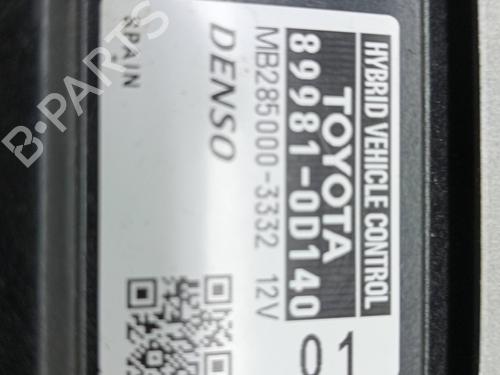 HYBRID VEHICLE CONTROL
TOYOTA
89981-0D140
01
MB285000-3332 12V
DENSO
SPAIN
B-PARTS